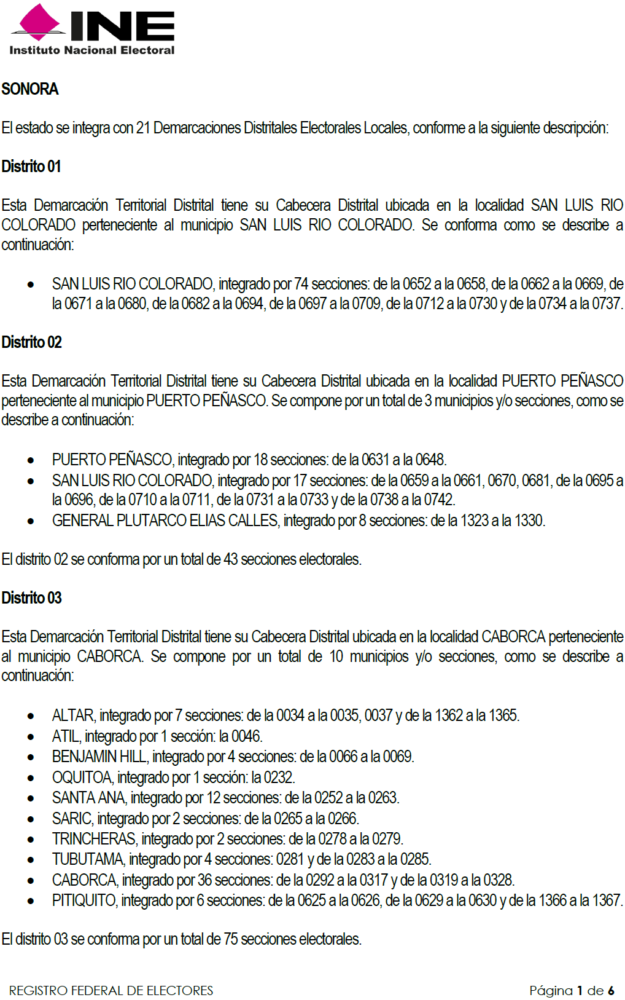 INE
Instituto Nacional Electoral
SONORA
El estado se integra con 21 Demarcaciones Distritales Electorales Locales, conforme a la siguiente descripción:
Distrito 01
Esta Demarcación Territorial Distrital tiene su Cabecera Distrital ubicada en la localidad SAN LUIS RIO
COLORADO perteneciente al municipio SAN LUIS RIO COLORADO. Se conforma como se describe a
continuación:
• SAN LUIS RIO COLORADO, integrado por 74 secciones: de la 0652 a la 0658, de la 0662 a la 0669, de
la 0671 a la 0680, de la 0682 a la 0694, de la 0697 a la 0709, de la 0712 a la 0730 y de la 0734 a la 0737.
Distrito 02
Esta Demarcación Territorial Distrital tiene su Cabecera Distrital ubicada en la localidad PUERTO PEÑASCO
perteneciente al municipio PUERTO PEÑASCO. Se compone por un total de 3 municipios y/o secciones, como se
describe a continuación:
• PUERTO PEÑASCO, integrado por 18 secciones: de la 0631 a la 0648.
• SAN LUIS RIO COLORADO, integrado por 17 secciones: de la 0659 a la 0661, 0670, 0681, de la 0695 a
la 0696, de la 0710 a la 0711, de la 0731 a la 0733 y de la 0738 a la 0742.
• GENERAL PLUTARCO ELIAS CALLES, integrado por 8 secciones: de la 1323 a la 1330.
El distrito 02 se conforma por un total de 43 secciones electorales.
Distrito 03
Esta Demarcación Territorial Distrital tiene su Cabecera Distrital ubicada en la localidad CABORCA perteneciente
al municipio CABORCA. Se compone por un total de 10 municipios y/o secciones, como se describe a
continuación:
• ALTAR, integrado por 7 secciones: de la 0034 a la 0035, 0037 y de la 1362 a la 1365.
• ATIL, integrado por 1 sección: la 0046.
• BENJAMIN HILL, integrado por 4 secciones: de la 0066 a la 0069.
• OQUITOA, integrado por 1 sección: la 0232.
• SANTA ANA, integrado por 12 secciones: de la 0252 a la 0263.
• SARIC, integrado por 2 secciones: de la 0265 a la 0266.
• TRINCHERAS, integrado por 2 secciones: de la 0278 a la 0279.
• TUBUTAMA, integrado por 4 secciones: 0281 y de la 0283 a la 0285.
• CABORCA, integrado por 36 secciones: de la 0292 a la 0317 y de la 0319 a la 0328.
• PITIQUITO, integrado por 6 secciones: de la 0625 a la 0626, de la 0629 a la 0630 y de la 1366 a la 1367.
El distrito 03 se conforma por un total de 75 secciones electorales.
REGISTRO FEDERAL DE ELECTORES Página 1 de 6